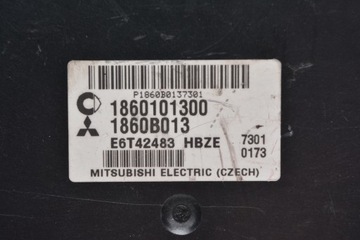 P1860B0137301
1860101300
1860B013
E6T42483 HBZE 7301
0173
MITSUBISHI ELECTRIC (CZECH)